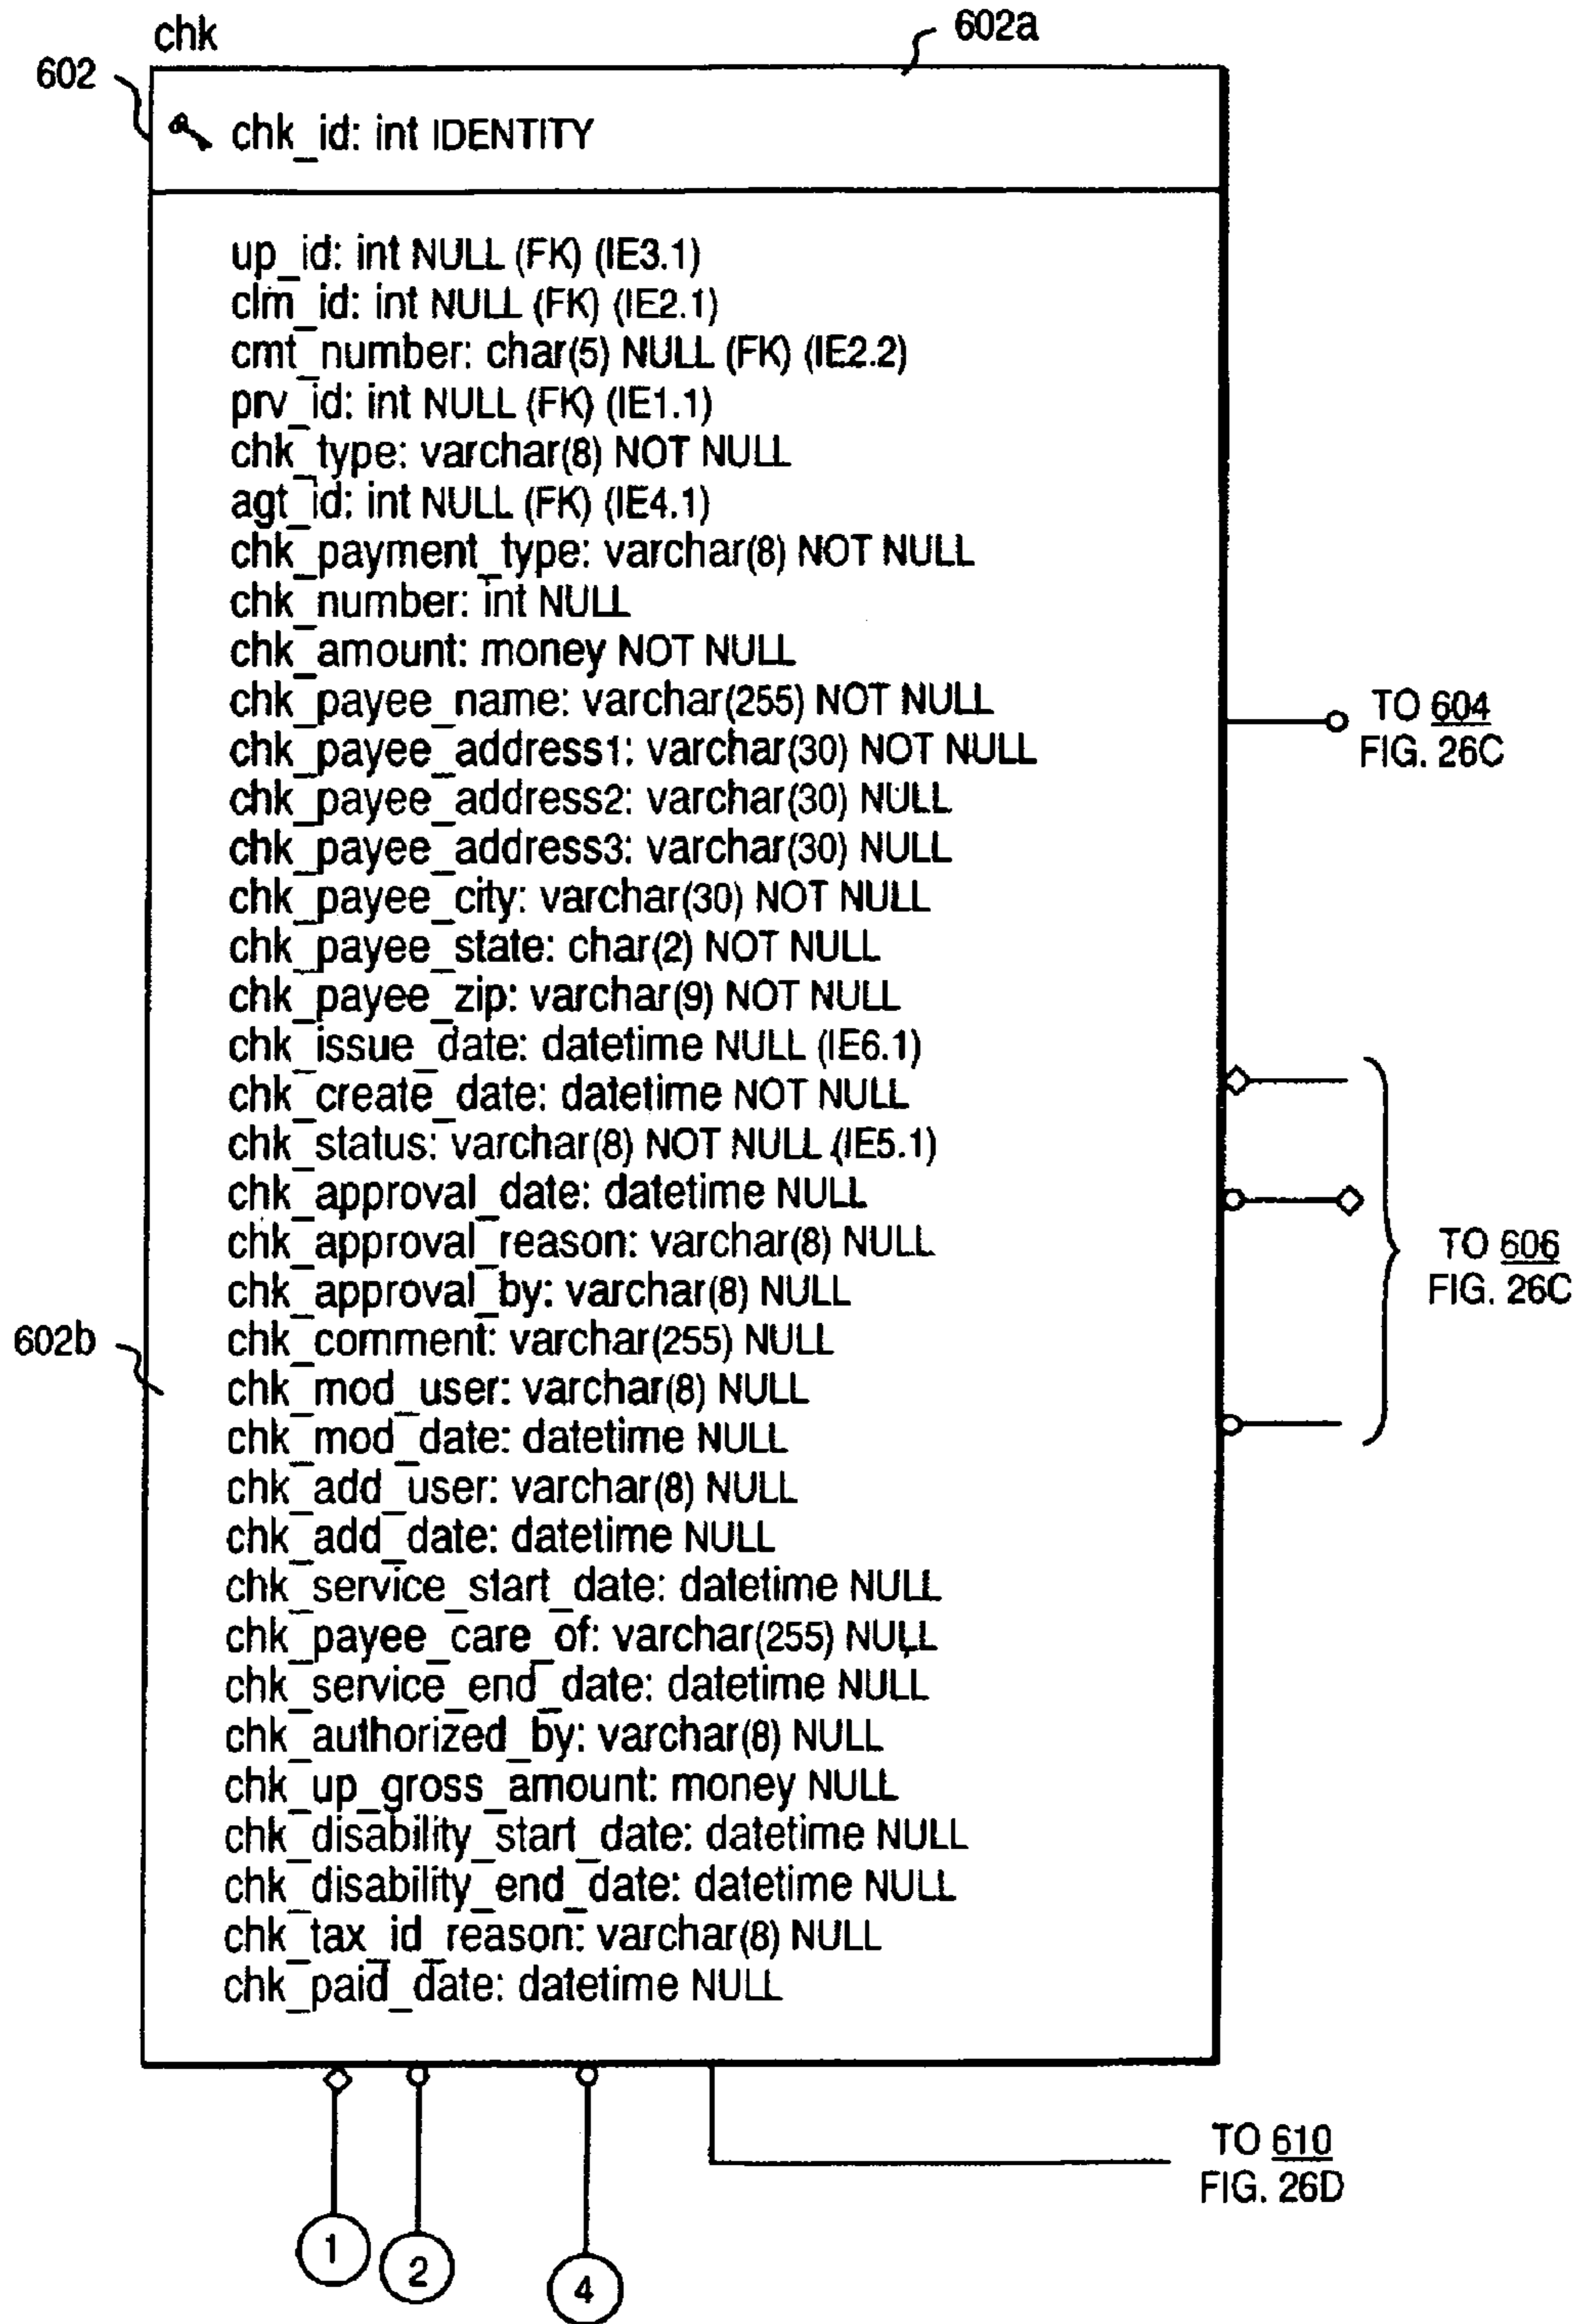 chk
602a
602
chk_id: int IDENTITY
up_id: int NULL (FK) (IE3.1)
clm_id: int NULL (FK) (IE2.1)
cmt_number: char(5) NULL (FK) (IE2.2)
prv_id: int NULL (FK) (IE1.1)
chk_type: varchar(8) NOT NULL
agt_id: int NULL (FK) (IE4.1)
chk_payment_type: varchar(8) NOT NULL
chk_number: int NULL
chk_amount: money NOT NULL
chk_payee_name: varchar(255) NOT NULL
chk_payee_address1: varchar(30) NOT NULL
chk_payee_address2: varchar(30) NULL
chk_payee_address3: varchar(30) NULL
chk_payee_city: varchar(30) NOT NULL
chk_payee_state: char(2) NOT NULL
chk_payee_zip: varchar(9) NOT NULL
chk_issue_date: datetime NULL (IE6.1)
chk_create_date: datetime NOT NULL
chk_status: varchar(8) NOT NULL (IE5.1)
chk_approval_date: datetime NULL
chk_approval_reason: varchar(8) NULL
chk_approval_by: varchar(8) NULL
chk_comment: varchar(255) NULL
chk_mod_user: varchar(8) NULL
chk_mod_date: datetime NULL
chk_add_user: varchar(8) NULL
chk_add_date: datetime NULL
chk_service_start_date: datetime NULL
chk_payee_care_of: varchar(255) NULL
chk_service_end_date: datetime NULL
chk_authorized_by: varchar(8) NULL
chk_up_gross_amount: money NULL
chk_disability_start_date: datetime NULL
chk_disability_end_date: datetime NULL
chk_tax_id_reason: varchar(8) NULL
chk_paid_date: datetime NULL
602b
TO 604
FIG. 26C
TO 606
FIG. 26C
TO 610
FIG. 26D
1
2
4